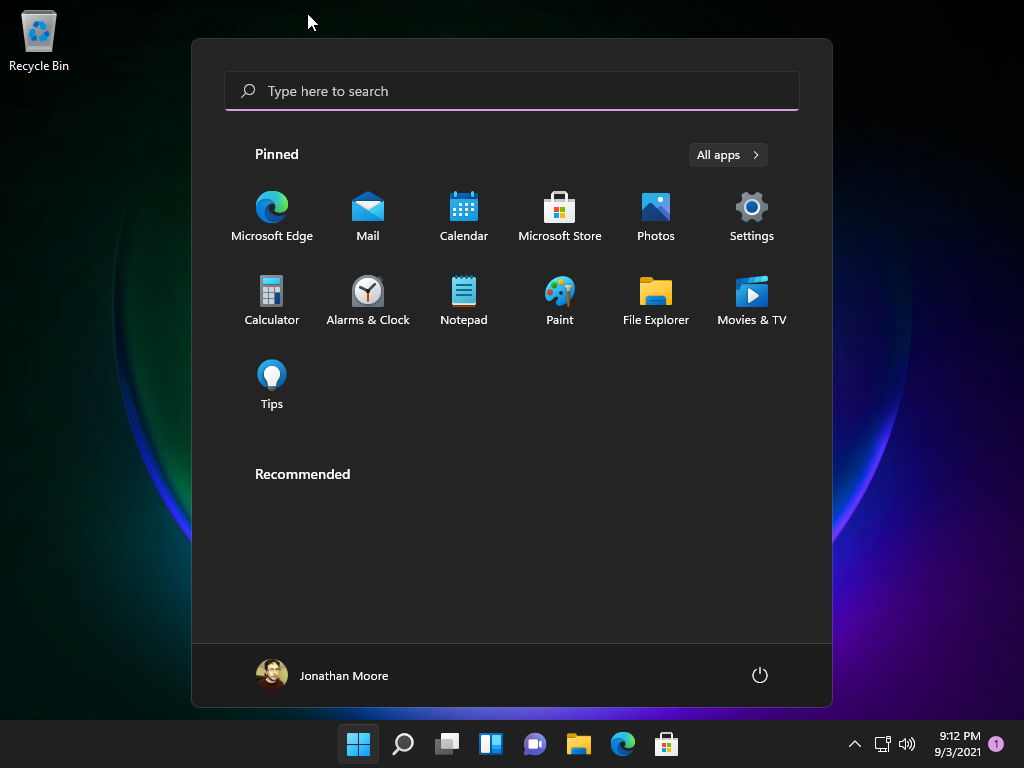 Recycle Bin
Type here to search
Pinned
All apps
Microsoft Edge
Mail
Calendar
Microsoft Store
Photos
Settings
Calculator
Alarms & Clock
Notepad
Paint
File Explorer
Movies & TV
Tips
Recommended
Jonathan Moore
9:12 PM
9/3/2021
1